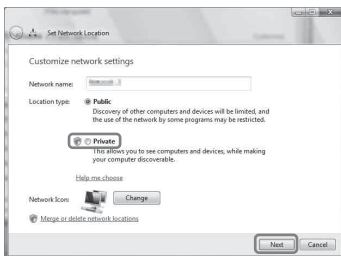 Set Network Location
Customize network settings
Network name:
Location type: Public
Discovery of other computers and devices will be limited, and
the use of the network by some programs may be restricted.
Private
This allows you to see computers and devices, while making
your computer discoverable.
Help me choose
Network Icon: Change
Merge or delete network locations
Next Cancel